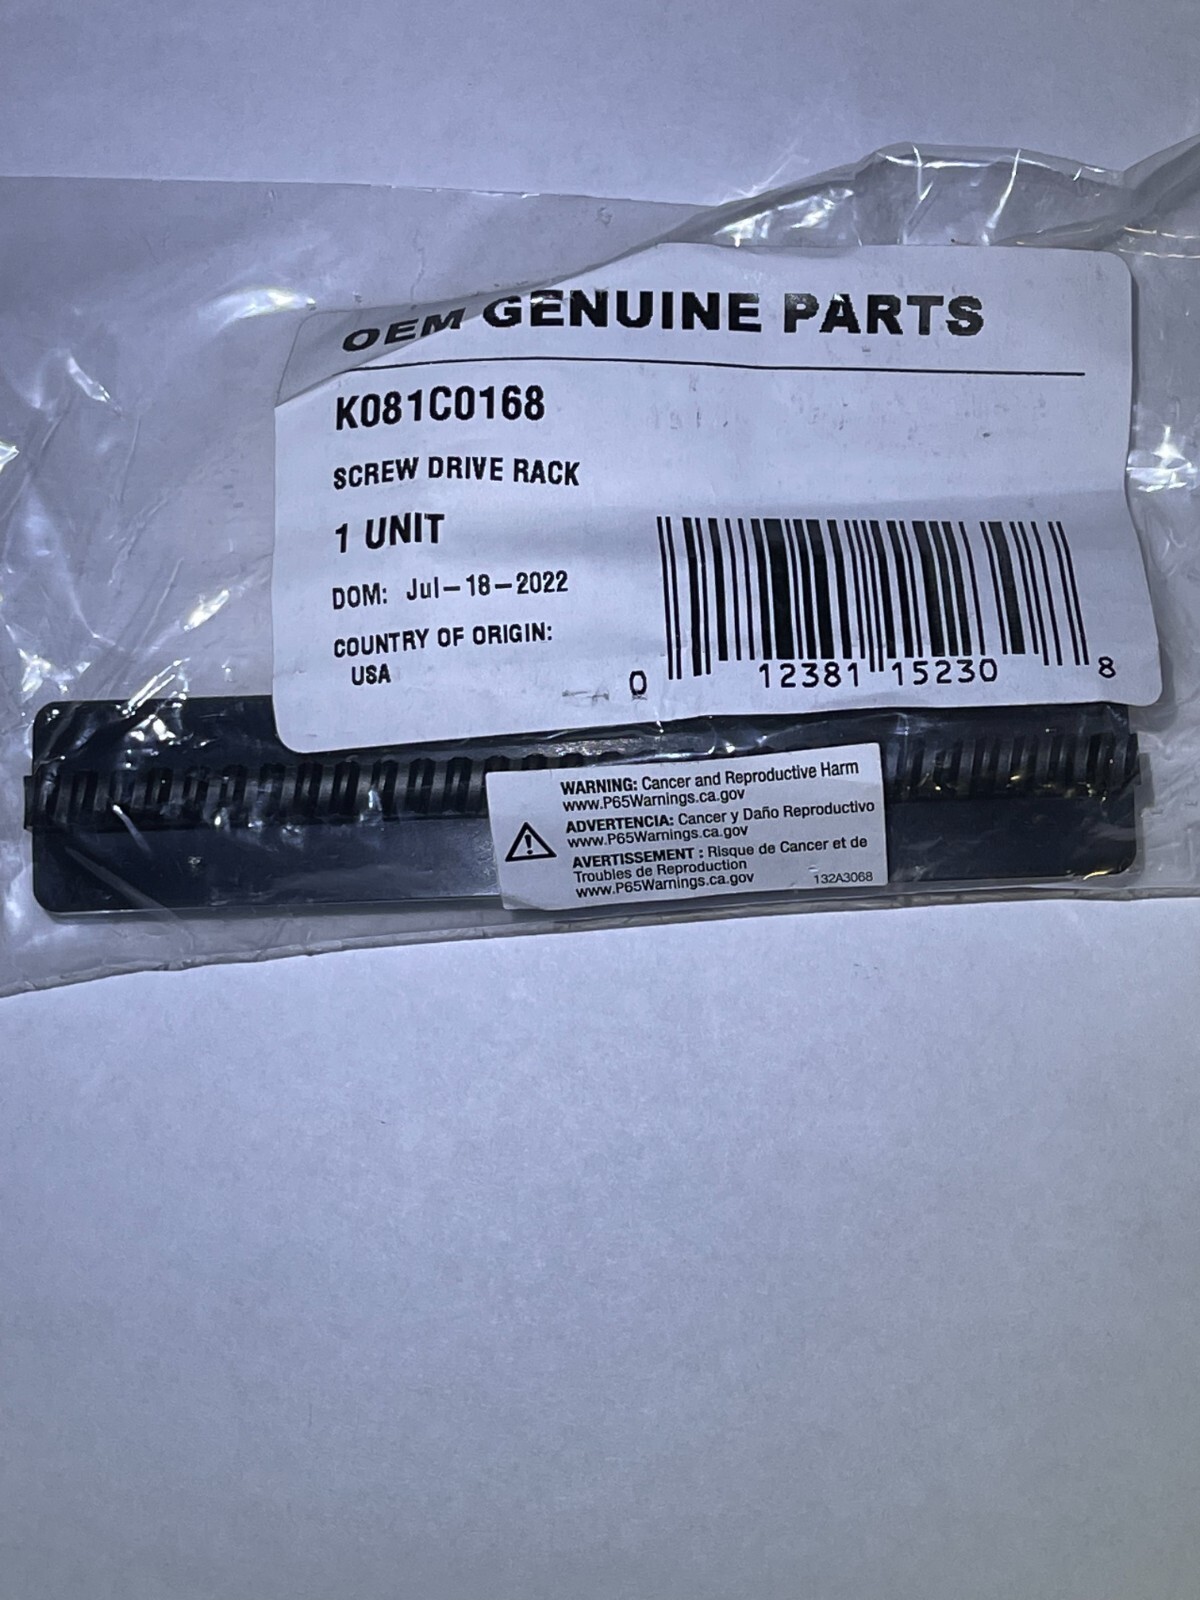 OEM GENUINE PARTS
K081C0168
SCREW DRIVE RACK
1 UNIT
DOM: Jul-18-2022
COUNTRY OF ORIGIN:
USA
0 12381 15230 8
WARNING: Cancer and Reproductive Harm
www.P65Warnings.ca.gov
ADVERTENCIA: Cancer y Daño Reproductivo
www.P65Warnings.ca.gov
AVERTISSEMENT : Risque de Cancer et de
Troubles de Reproduction
www.P65Warnings.ca.gov
132A3068